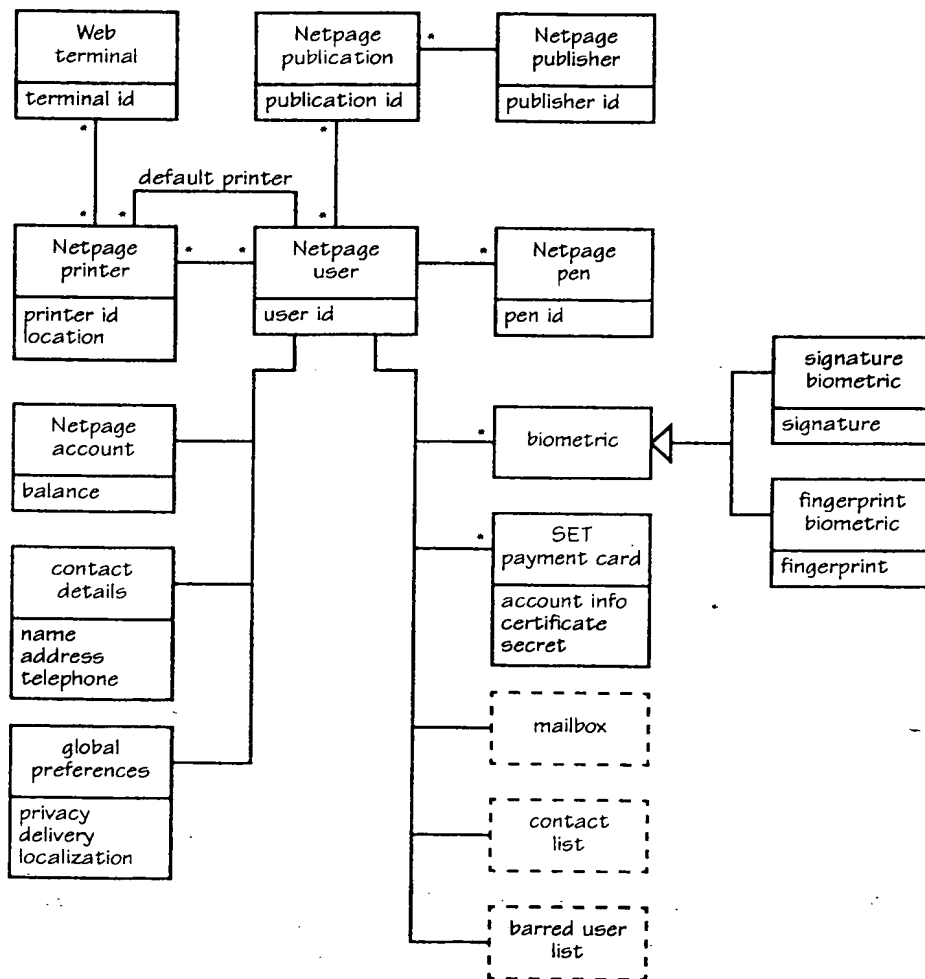 Web
terminal
terminal id
*
Netpage
publication
publication id
*
*
Netpage
publisher
publisher id
default printer
*
*
*
Netpage
printer
printer id
location
*
*
Netpage
user
user id
*
Netpage
pen
pen id
Netpage
account
balance
contact
details
name
address
telephone
global
preferences
privacy
delivery
localization
*
biometric
signature
biometric
signature
fingerprint
biometric
fingerprint
*
SET
payment card
account info
certificate
secret
mailbox
contact
list
barred user
list